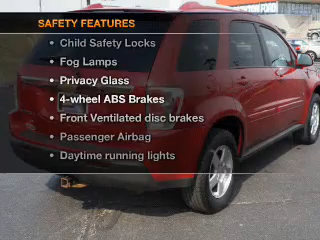 SAFETY FEATURES
• Child Safety Locks
• Fog Lamps
• Privacy Glass
• 4-wheel ABS Brakes
• Front Ventilated disc brakes
• Passenger Airbag
• Daytime running lights